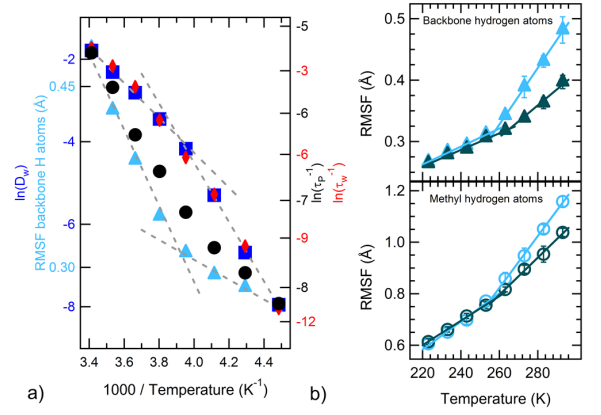 ln(D_w)
RMSF backbone H atoms (Å)
-2
0.45
-4
-6
0.30
-8
3.4
3.6
3.8
4.0
4.2
4.4
1000 / Temperature (K⁻¹)
-5
-3
-6
-6
-7
-9
-8
-12
ln(τ_P⁻¹)
ln(τ_w⁻¹)
a)
b)
Backbone hydrogen atoms
RMSF (Å)
0.5
0.4
0.3
Methyl hydrogen atoms
RMSF (Å)
1.2
1.0
0.8
0.6
220
240
260
280
Temperature (K)